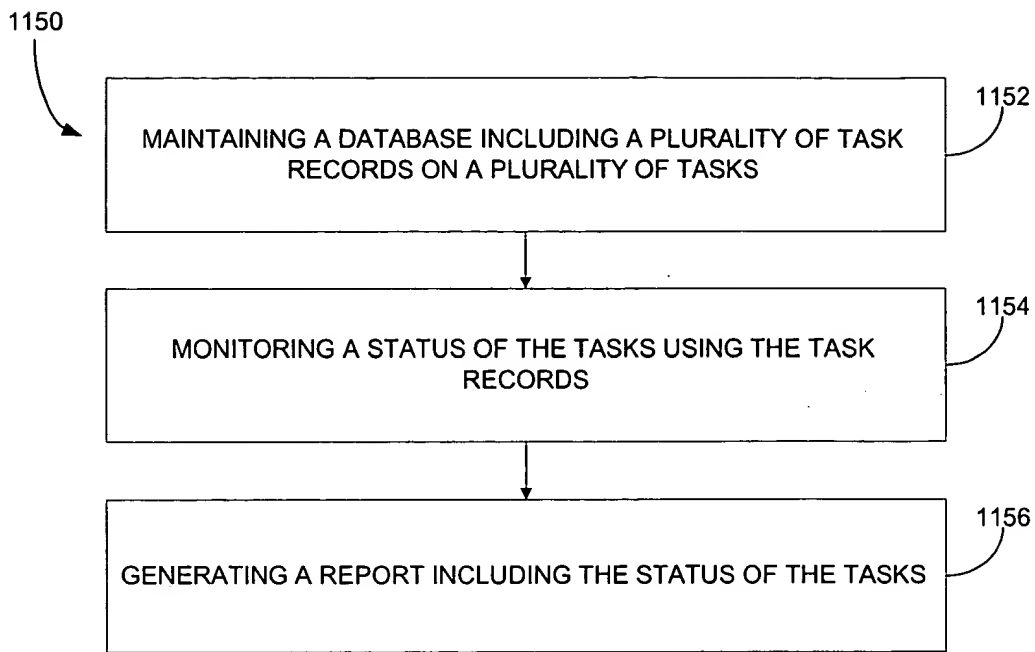 1150
1152
MAINTAINING A DATABASE INCLUDING A PLURALITY OF TASK
RECORDS ON A PLURALITY OF TASKS
1154
MONITORING A STATUS OF THE TASKS USING THE TASK
RECORDS
1156
GENERATING A REPORT INCLUDING THE STATUS OF THE TASKS